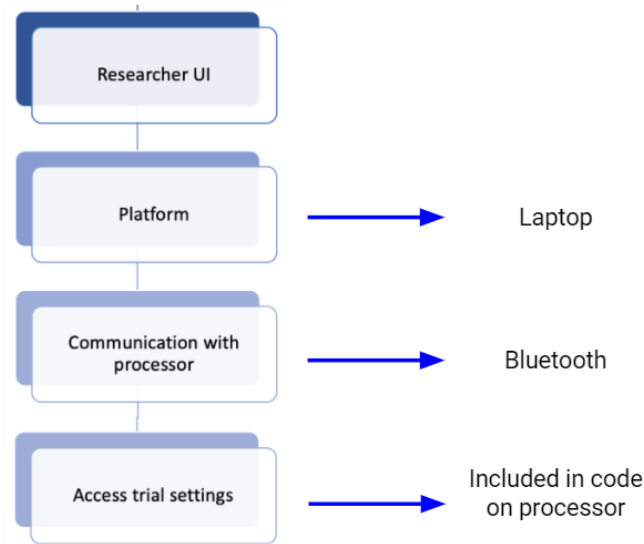 Researcher UI
Platform
Laptop
Communication with
processor
Bluetooth
Access trial settings
Included in code
on processor